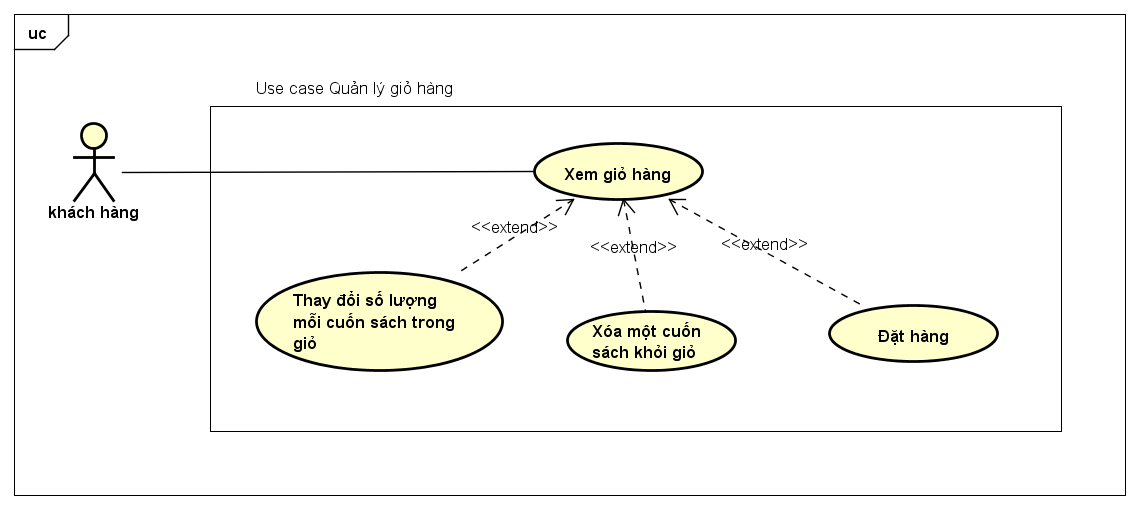 uc
Use case Quản lý giỏ hàng
khách hàng
Xem giỏ hàng
<<extend>>
<<extend>>
<<extend>>
Thay đổi số lượng
mỗi cuốn sách trong
giỏ
Xóa một cuốn
sách khỏi giỏ
Đặt hàng